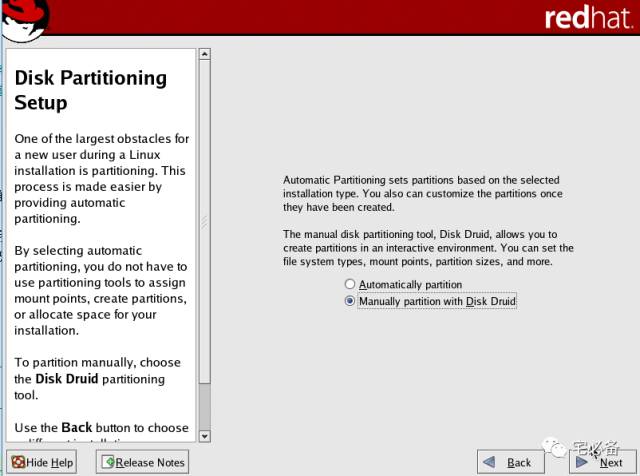 redhat.
Disk Partitioning
Setup
One of the largest obstacles for
a new user during a Linux
installation is partitioning. This
process is made easier by
providing automatic
partitioning.
By selecting automatic
partitioning, you do not have to
use partitioning tools to assign
mount points, create partitions,
or allocate space for your
installation.
To partition manually, choose
the Disk Druid partitioning
tool.
Use the Back button to choose
Automatic Partitioning sets partitions based on the selected
installation type. You also can customize the partitions once
they have been created.
The manual disk partitioning tool, Disk Druid, allows you to
create partitions in an interactive environment. You can set the
file system types, mount points, partition sizes, and more.
Automatically partition
Manually partition with Disk Druid
Hide Help
Release Notes
Back
Next
宅必备